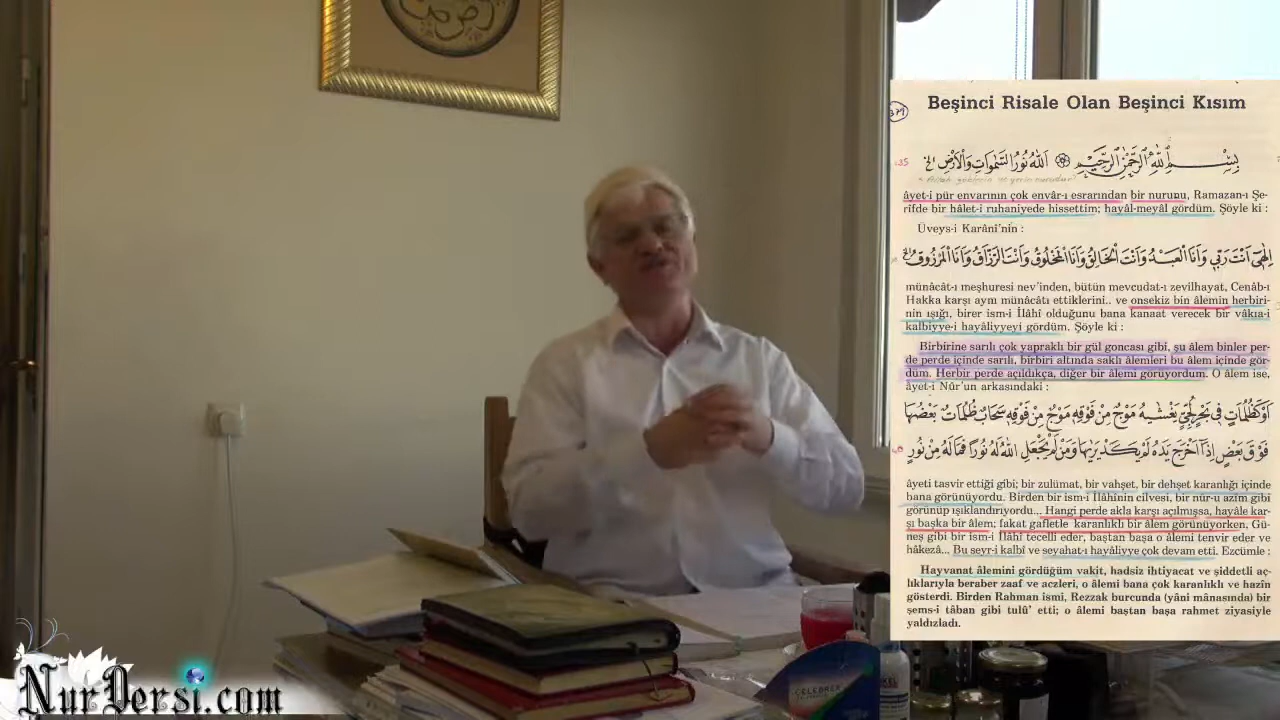 Beşinci Risale Olan Beşinci Kısım
بِسْمِ اللهِ الرَّحْمٰنِ الرَّحِيمِ ۞ اَللهُ نُورُ السَّمٰوَاتِ وَالْاَرْضِ الخ
âyet-i pür envarının çok envâr-ı esrarından bir nurunu, Ramazan-ı Şe-
rifde bir hâlet-i ruhaniyede hissettim; hayâl-meyâl gördüm. Şöyle ki :
Üveys-i Karânî'nin :
اِلٰهِى اَنْتَ رَبِّى وَاَنَا الْعَبْدُ وَاَنْتَ الْخَالِقُ وَاَنَا الْمَخْلُوقُ وَاَنْتَ الرَّزَّاقُ وَاَنَا الْمَرْزُوقُ الخ
münâcât-ı meşhuresi nev'inden, bütün mevcudat-ı zevilhayat, Cenâb-ı
Hakka karşı aynı münâcâtı ettiklerini.. ve onsekiz bin âlemin herbiri-
nin ışığı, birer ism-i İlâhî olduğunu bana kanaat verecek bir vâkıa-i
kalbiyye-i hayâliyyeyi gördüm. Şöyle ki :
Birbirine sarılı çok yapraklı bir gül goncası gibi, şu âlem binler per-
de perde içinde sarılı, birbiri altında saklı âlemleri bu âlem içinde gör-
düm. Herbir perde açıldıkça, diğer bir âlemi görüyordum. O âlem ise,
âyet-i Nûr'un arkasındaki :
اَوْ كَظُلُمَاتٍ فِى بَحْرٍ لُجِّىٍّ يَغْشٰيهُ مَوْجٌ مِنْ فَوْقِهِ مَوْجٌ مِنْ فَوْقِهِ سَحَابٌ ظُلُمَاتٌ بَعْضُهَا
فَوْقَ بَعْضٍ اِذَا اَخْرَجَ يَدَهُ لَمْ يَكَدْ يَرٰيهَا وَمَنْ لَمْ يَجْعَلِ اللهُ لَهُ نُورًا فَمَا لَهُ مِنْ نُورٍ
âyeti tasvir ettiği gibi; bir zulümat, bir vahşet, bir dehşet karanlığı içinde
bana görünüyordu. Birden bir ism-i İlâhînin cilvesi, bir nûr-u azîm gibi
görünüp ışıklandırıyordu... Hangi perde akla karşı açılmışsa, hayâle kar-
şı başka bir âlem; fakat gafletle karanlıklı bir âlem görünüyorken, Gü-
neş gibi bir ism-i İlâhî tecelli eder, baştan başa o âlemi tenvir eder ve
hâkezâ... Bu seyr-i kalbî ve seyahat-ı hayâliyye çok devam etti. Ezcümle :
Hayvanat âlemini gördüğüm vakit, hadsiz ihtiyacat ve şiddetli aç-
lıklarıyla beraber zaaf ve aczleri, o âlemi bana çok karanlıklı ve hazîn
gösterdi. Birden Rahman ismi, Rezzak burcunda (yâni mânasında) bir
şems-i tâban gibi tulû' etti; o âlemi baştan başa rahmet ziyasiyle
yaldızladı.
NurDersi.com